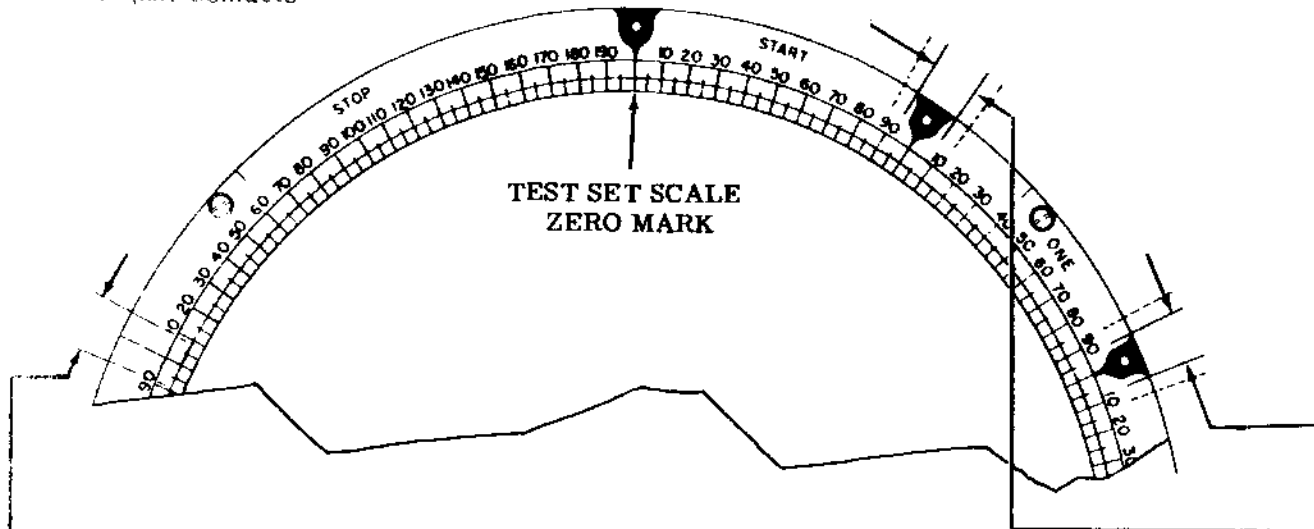 STOP
90
10 20 30 40 50 60 70 80 90 100 110 120 130 140 150 160 170 180 190
START
10 20 30 40 50 60 70 80 90
ONE
10 20 30 40 50 60 70 80 90
10 20 30
TEST SET SCALE
ZERO MARK